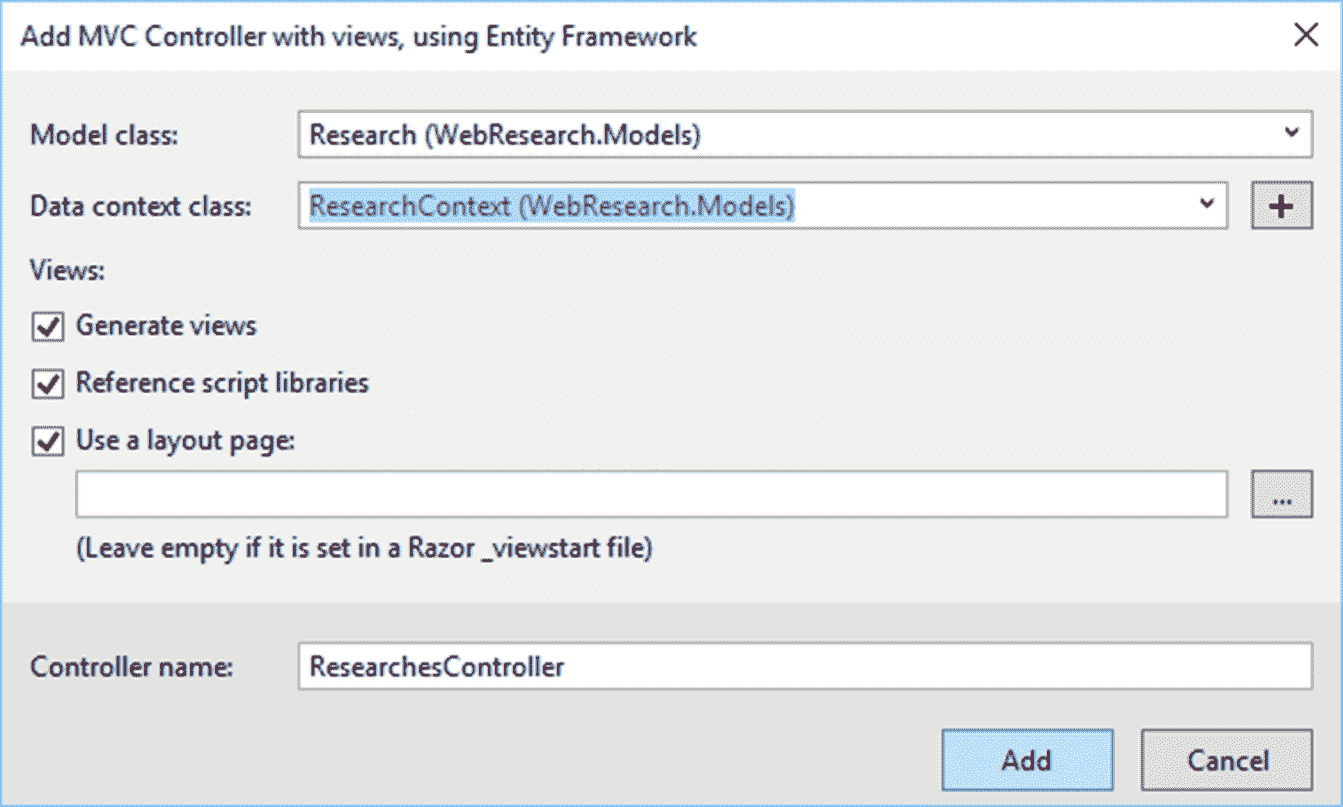 Add MVC Controller with views, using Entity Framework
Model class: Research (WebResearch.Models)
Data context class: ResearchContext (WebResearch.Models) +
Views:
Generate views
Reference script libraries
Use a layout page:
...
(Leave empty if it is set in a Razor _viewstart file)
Controller name: ResearchesController
Add Cancel